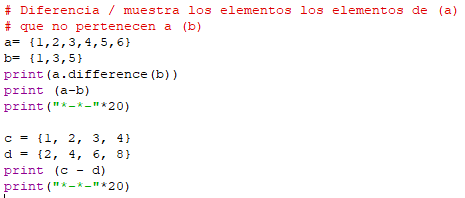 # Diferencia / muestra los elementos los elementos de (a)
# que no pertenecen a (b)
a= {1,2,3,4,5,6}
b= {1,3,5}
print(a.difference(b))
print (a-b)
print("*-*-"*20)
c = {1, 2, 3, 4}
d = {2, 4, 6, 8}
print (c - d)
print("*-*-"*20)